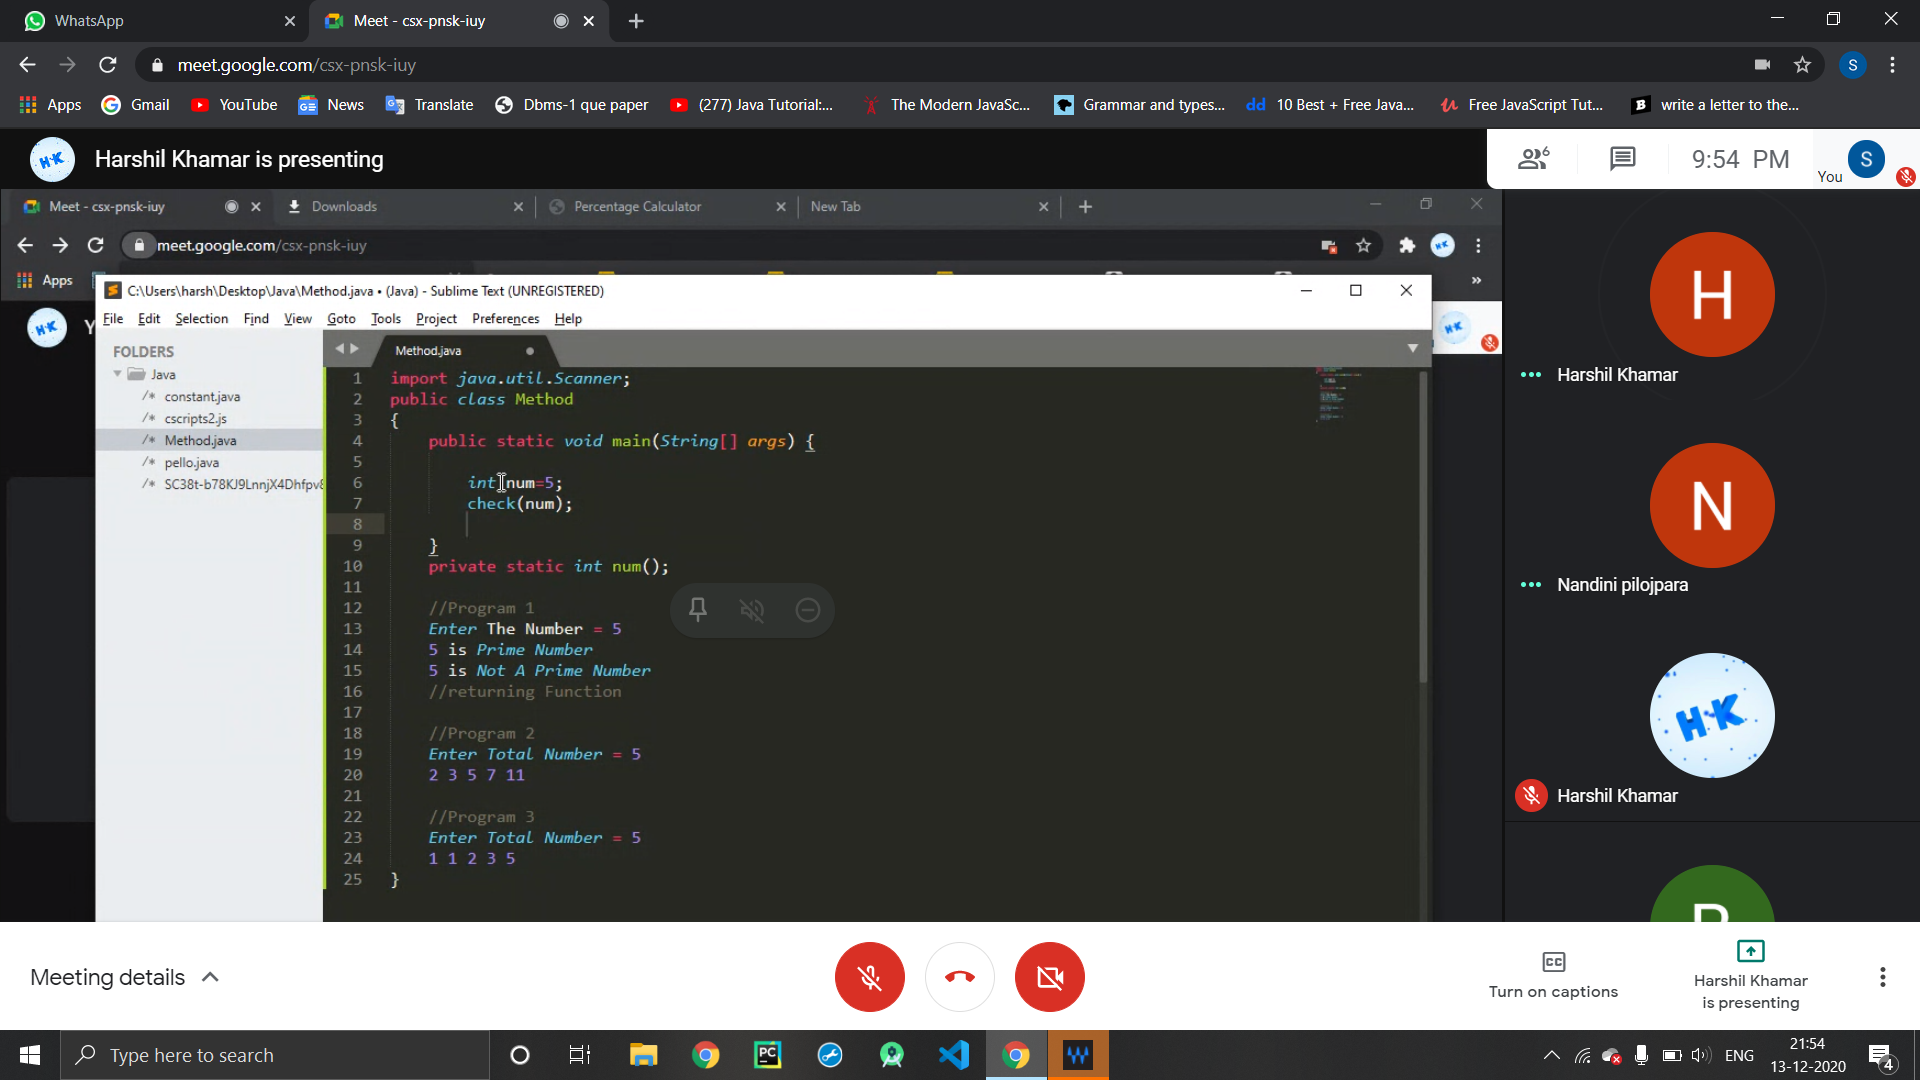 WhatsApp
Meet - csx-pnsk-iuy
meet.google.com/csx-pnsk-iuy
S
Apps
Gmail
YouTube
News
Translate
Dbms-1 que paper
(277) Java Tutorial:...
The Modern JavaSc...
Grammar and types...
10 Best + Free Java...
Free JavaScript Tut...
write a letter to the...
H·K
Harshil Khamar is presenting
6
9:54 PM
You
S
Meet - csx-pnsk-iuy
Downloads
Percentage Calculator
New Tab
meet.google.com/csx-pnsk-iuy
Apps
»
C:\Users\harsh\Desktop\Java\Method.java • (Java) - Sublime Text (UNREGISTERED)
File Edit Selection Find View Goto Tools Project Preferences Help
FOLDERS
Java
/* constant.java
/* cscripts2.js
/* Method.java
/* pello.java
/* SC38t-b78KJ9LnnjX4Dhfpv8
Method.java
1 import java.util.Scanner;
2 public class Method
3 {
4 public static void main(String[] args) {
5
6 int num=5;
7 check(num);
8
9 }
10 private static int num();
11
12 //Program 1
13 Enter The Number = 5
14 5 is Prime Number
15 5 is Not A Prime Number
16 //returning Function
17
18 //Program 2
19 Enter Total Number = 5
20 2 3 5 7 11
21
22 //Program 3
23 Enter Total Number = 5
24 1 1 2 3 5
25 }
H
Harshil Khamar
N
Nandini pilojpara
H·K
Harshil Khamar
Meeting details
CC
Turn on captions
Harshil Khamar
is presenting
Type here to search
PC
ENG
21:54
13-12-2020
4